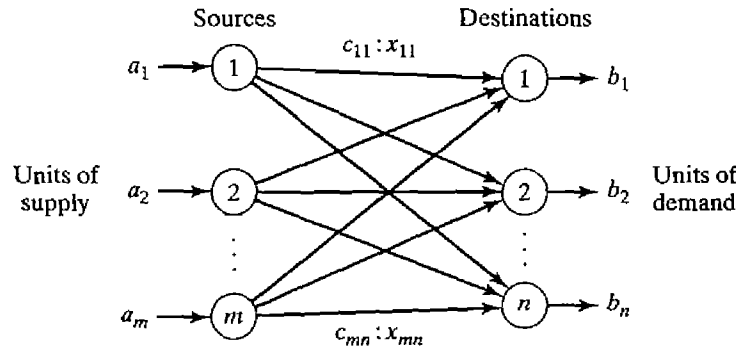 Sources Destinations
c11 : x11
a1 1 1 b1
Units of supply a2 2 2 b2 Units of demand
am m n bn
cmn : xmn